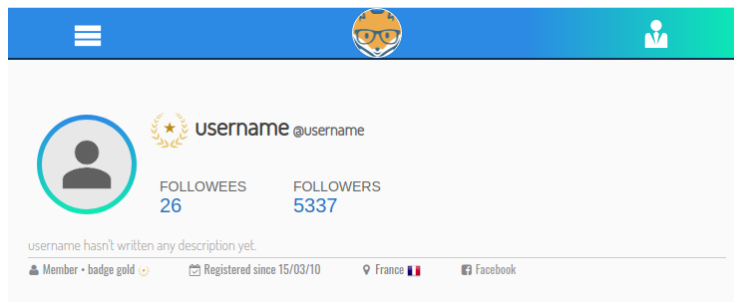 username @username
FOLLOWEES FOLLOWERS
26 5337
username hasn't written any description yet.
Member • badge gold Registered since 15/03/10 France Facebook